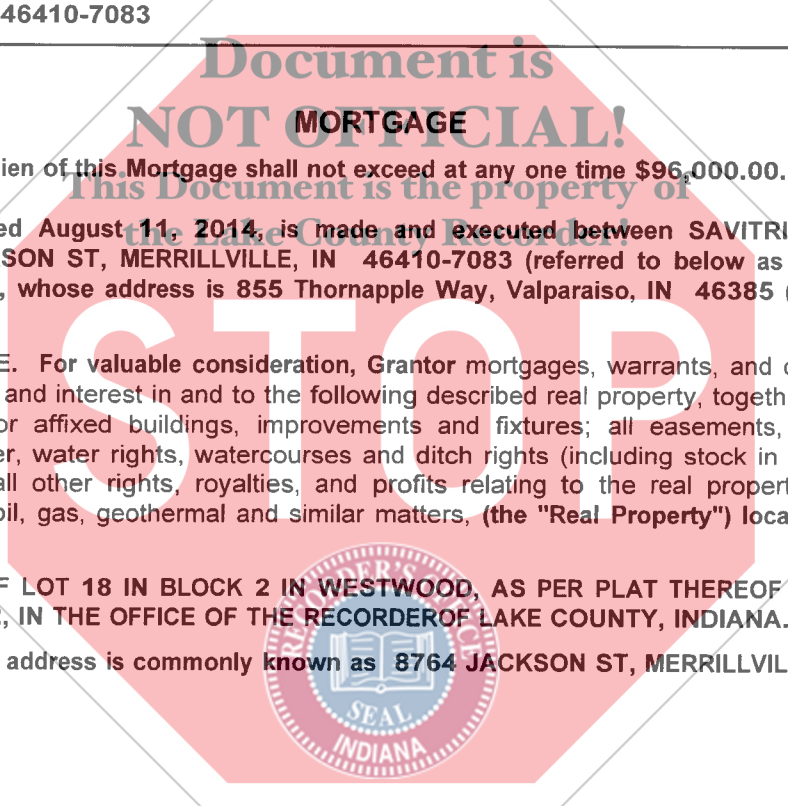 46410-7083
Document is
NOT OFFICIAL!
MORTGAGE
lien of this Mortgage shall not exceed at any one time $96,000.00.
This Document is the property of
the Lake County Recorder!
ed August 11, 2014, is made and executed between SAVITRI
SON ST, MERRILLVILLE, IN 46410-7083 (referred to below as
, whose address is 855 Thornapple Way, Valparaiso, IN 46385 (
STOP
E. For valuable consideration, Grantor mortgages, warrants, and
and interest in and to the following described real property, togeth
or affixed buildings, improvements and fixtures; all easements,
er, water rights, watercourses and ditch rights (including stock in
all other rights, royalties, and profits relating to the real propert
oil, gas, geothermal and similar matters, (the "Real Property") loca
F LOT 18 IN BLOCK 2 IN WESTWOOD, AS PER PLAT THEREOF
, IN THE OFFICE OF THE RECORDEROF LAKE COUNTY, INDIANA.
address is commonly known as 8764 JACKSON ST, MERRILLVIL
RECORDER'S OFFICE
SEAL
INDIANA